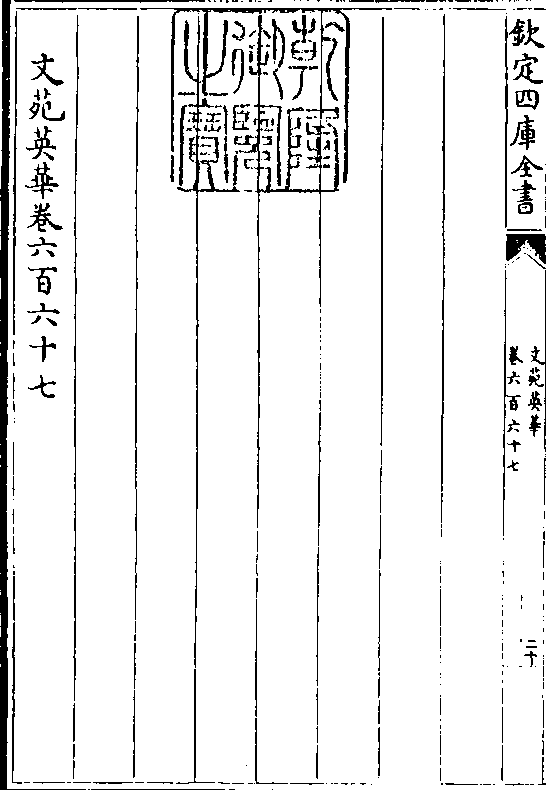 欽定四庫全書
文苑英華
卷六百六十七
二十
乾隆御覽之寶
文苑英華卷六百六十七